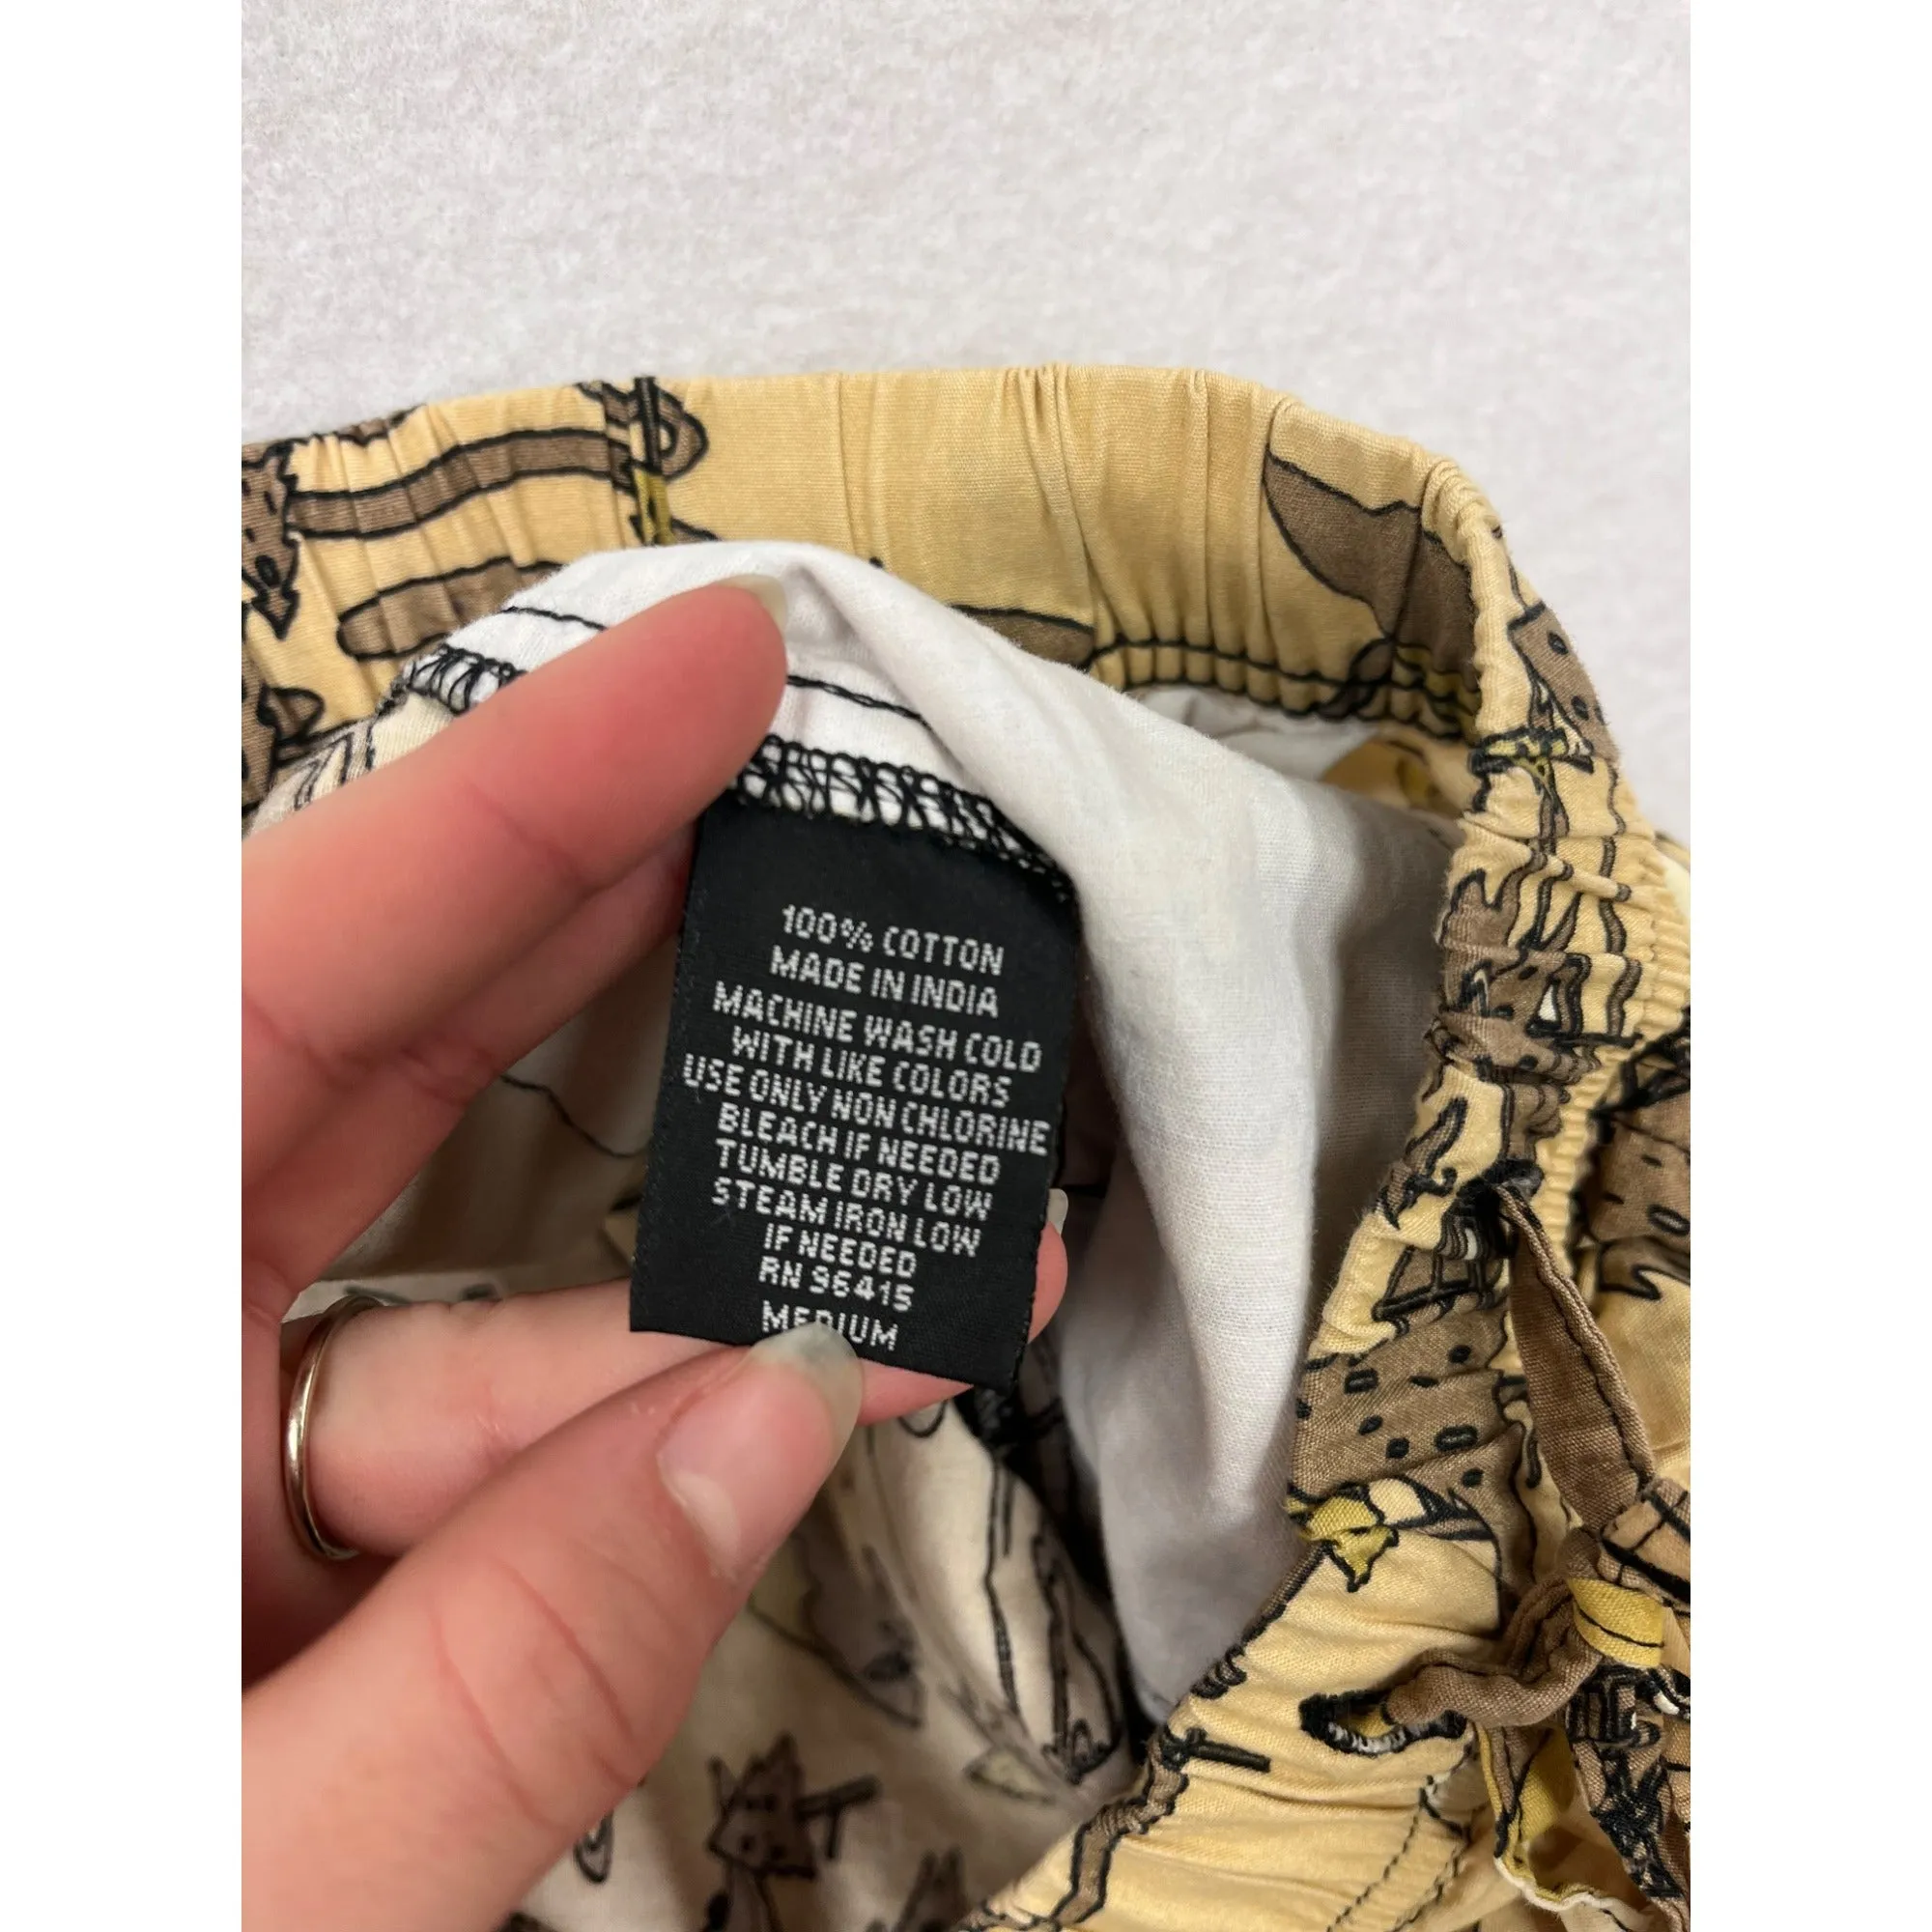 100% COTTON
MADE IN INDIA
MACHINE WASH COLD
WITH LIKE COLORS
USE ONLY NON CHLORINE
BLEACH IF NEEDED
TUMBLE DRY LOW
STEAM IRON LOW
IF NEEDED
RN 96415
MEDIUM